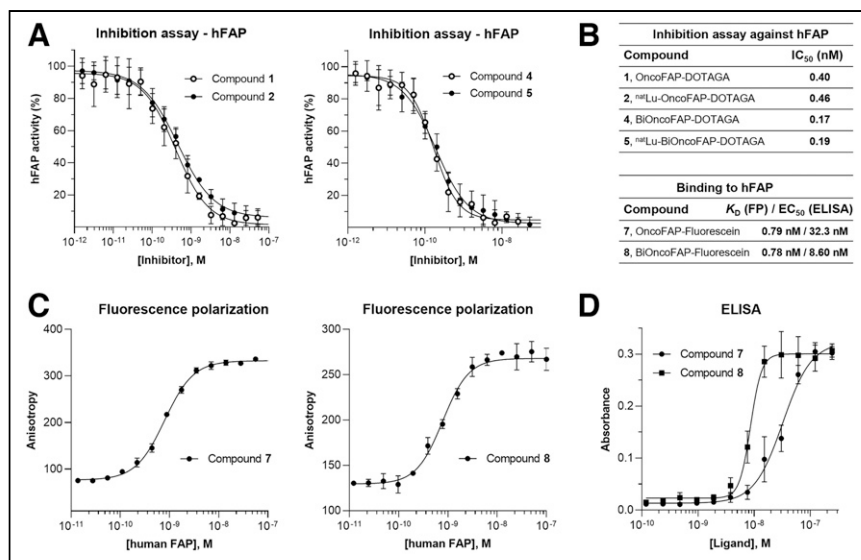 A
Inhibition assay - hFAP
hFAP activity (%)
100
80
60
40
20
Compound 1
Compound 2
10-12
10-11
10-10
10-9
10-8
10-7
[Inhibitor], M
Inhibition assay - hFAP
hFAP activity (%)
100
80
60
40
20
Compound 4
Compound 5
10-12
10-10
10-8
[Inhibitor], M
B
Inhibition assay against hFAP
Compound IC50 (nM)
1, OncoFAP-DOTAGA 0.40
2, natLu-OncoFAP-DOTAGA 0.46
4, BiOncoFAP-DOTAGA 0.17
5, natLu-BiOncoFAP-DOTAGA 0.19
Binding to hFAP
Compound KD (FP) / EC50 (ELISA)
7, OncoFAP-Fluorescein 0.79 nM / 32.3 nM
8, BiOncoFAP-Fluorescein 0.78 nM / 8.60 nM
C
Fluorescence polarization
Anisotropy
400
300
200
100
Compound 7
10-11
10-10
10-9
10-8
10-7
[human FAP], M
Fluorescence polarization
Anisotropy
300
250
200
150
100
Compound 8
10-11
10-10
10-9
10-8
10-7
[human FAP], M
D
ELISA
Absorbance
0.3
0.2
0.1
0.0
Compound 7
Compound 8
10-10
10-9
10-8
10-7
[Ligand], M